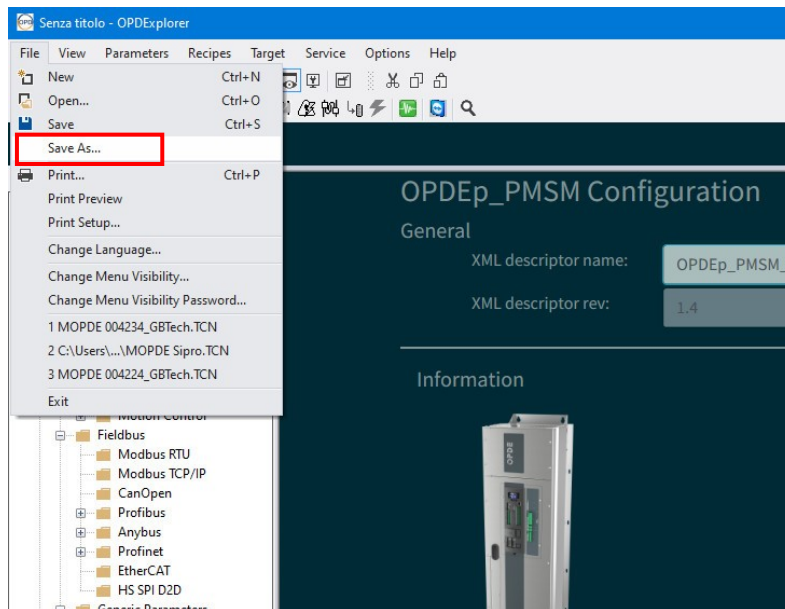 Senza titolo - OPDExplorer
File View Parameters Recipes Target Service Options Help
New Ctrl+N
Open... Ctrl+O
Save Ctrl+S
Save As...
Print... Ctrl+P
Print Preview
Print Setup...
Change Language...
Change Menu Visibility...
Change Menu Visibility Password...
1 MOPDE 004234_GBTech.TCN
2 C:\Users\...\MOPDE Sipro.TCN
3 MOPDE 004224_GBTech.TCN
Exit
Motion Control
Fieldbus
Modbus RTU
Modbus TCP/IP
CanOpen
Profibus
Anybus
Profinet
EtherCAT
HS SPI D2D
Generic Parameters
OPDEp_PMSM Configuration
General
XML descriptor name: OPDEp_PMSM_
XML descriptor rev: 1.4
Information
OPDE